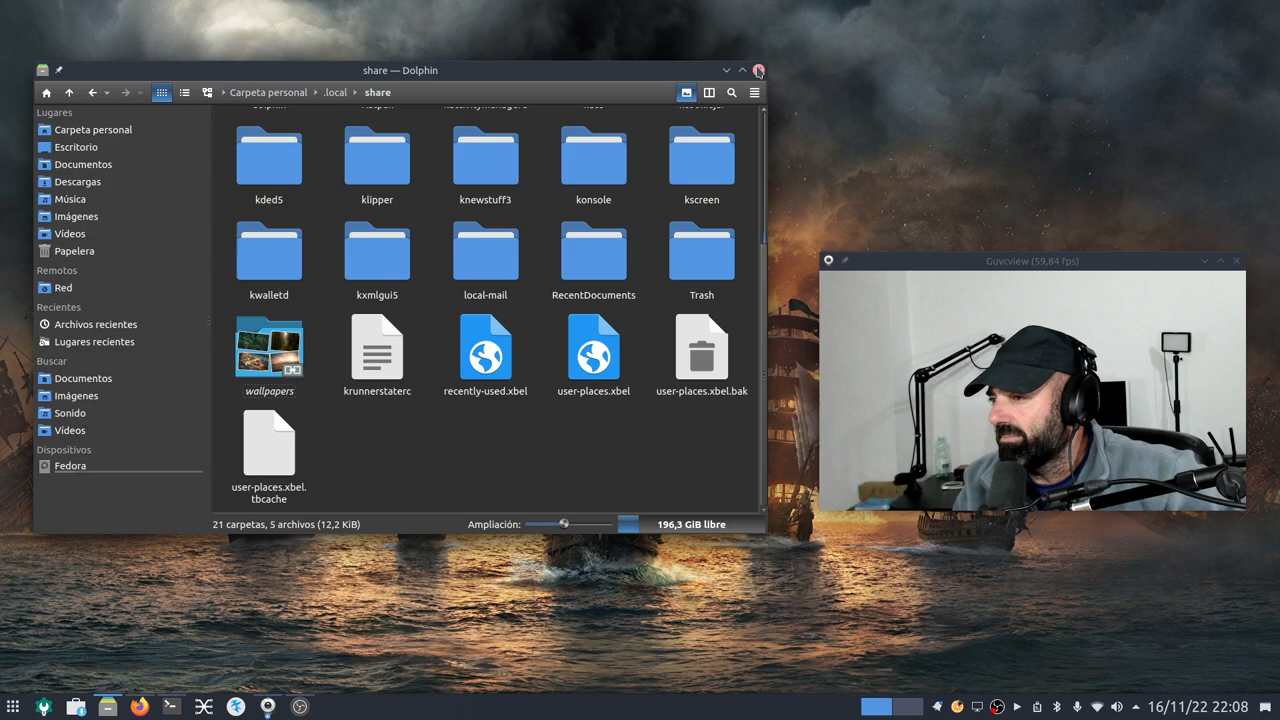 share — Dolphin
Carpeta personal .local share
Lugares
Carpeta personal
Escritorio
Documentos
Descargas
Música
Imágenes
Vídeos
Papelera
Remotos
Red
Recientes
Archivos recientes
Lugares recientes
Buscar
Documentos
Imágenes
Sonido
Vídeos
Dispositivos
Fedora
kded5 klipper knewstuff3 konsole kscreen
kwalletd kxmlgui5 local-mail RecentDocuments Trash
wallpapers krunnerstaterc recently-used.xbel user-places.xbel user-places.xbel.bak
user-places.xbel.
tbcache
21 carpetas, 5 archivos (12,2 KiB) Ampliación: 196,3 GiB libre
Guvcview (59,84 fps)
16/11/22 22:08